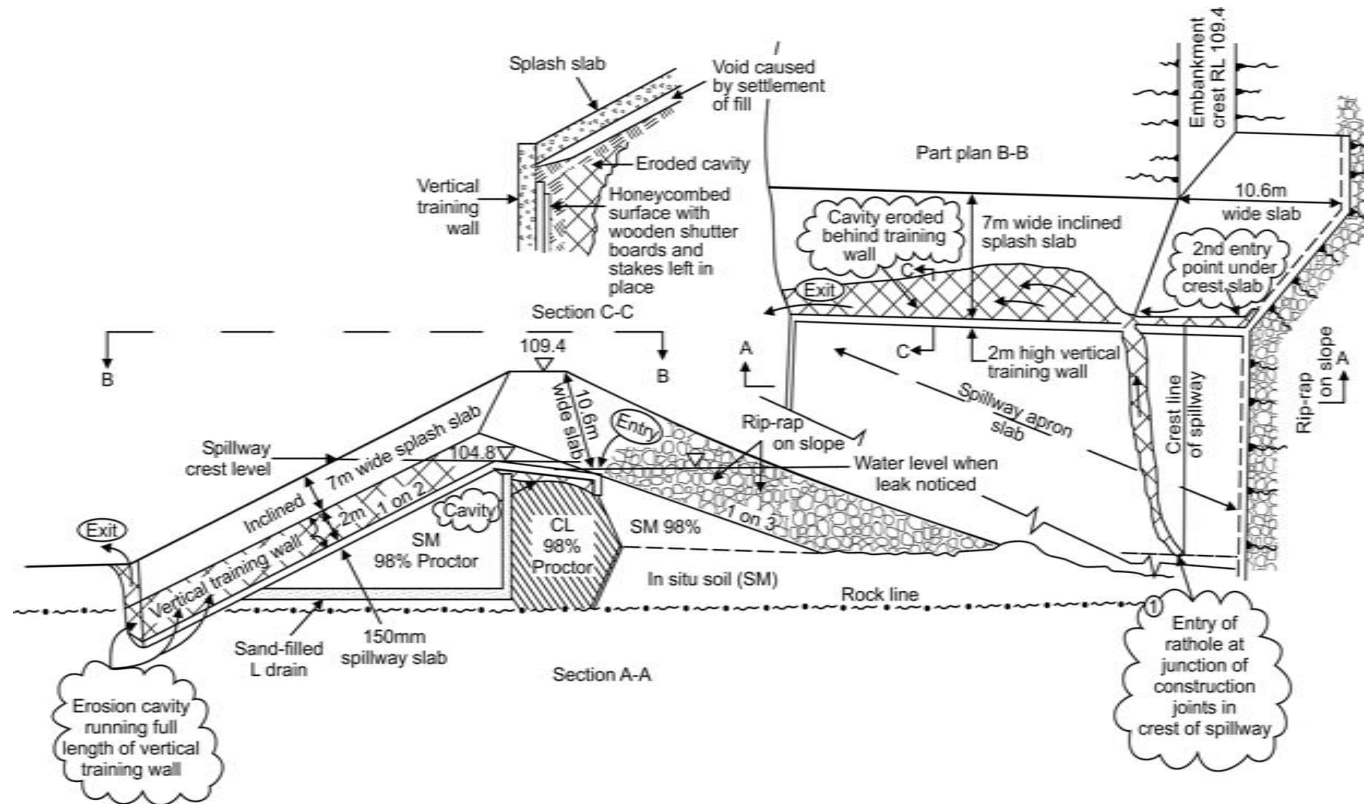 Splash slab
Void caused
by settlement
of fill
Eroded cavity
Vertical
training
wall
Honeycombed
surface with
wooden shutter
boards and
stakes left in
place
Section C-C
Part plan B-B
Embankment
crest RL 109.4
10.6m
wide slab
Cavity eroded
behind training
wall
7m wide inclined
splash slab
2nd entry
point under
crest slab
C
Exit
C
2m high vertical
training wall
A
A
Rip-rap
on slope
Spillway apron
slab
Crest line
of spillway
B
B
109.4
10.6m
wide slab
Entry
Rip-rap
on slope
Spillway
crest level
104.8
Water level when
leak noticed
Inclined
7m wide splash slab
Exit
Vertical training wall
2m
1 on 2
Cavity
SM
98% Proctor
CL
98%
Proctor
SM 98%
1 on 3
In situ soil (SM)
Rock line
Sand-filled
L drain
150mm
spillway slab
Section A-A
Erosion cavity
running full
length of vertical
training wall
1
Entry of
rathole at
junction of
construction
joints in
crest of spillway